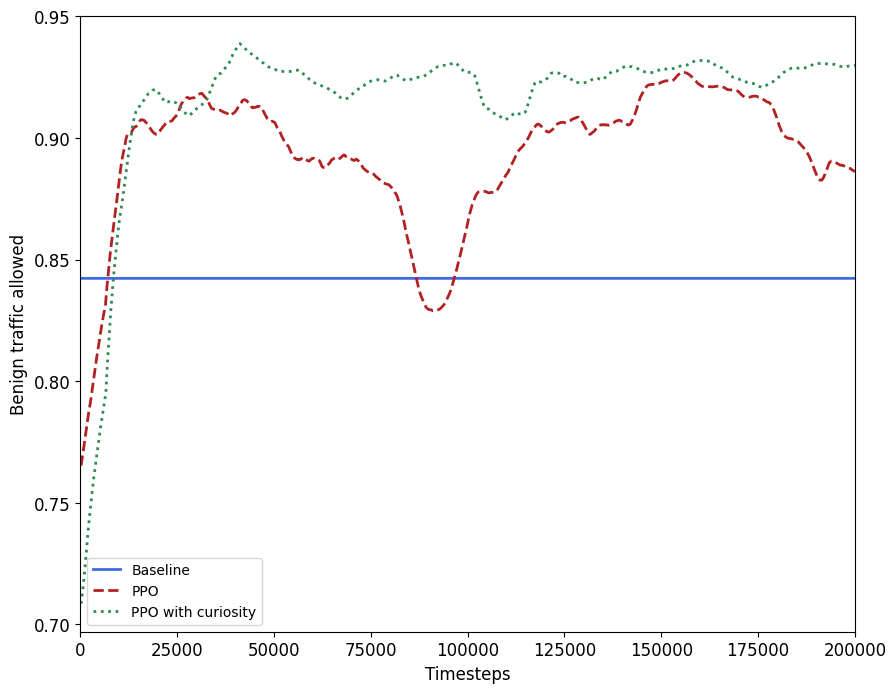 0.95
0.90
0.85
0.80
0.75
0.70
Benign traffic allowed
Baseline
PPO
PPO with curiosity
0 25000 50000 75000 100000 125000 150000 175000 200000
Timesteps